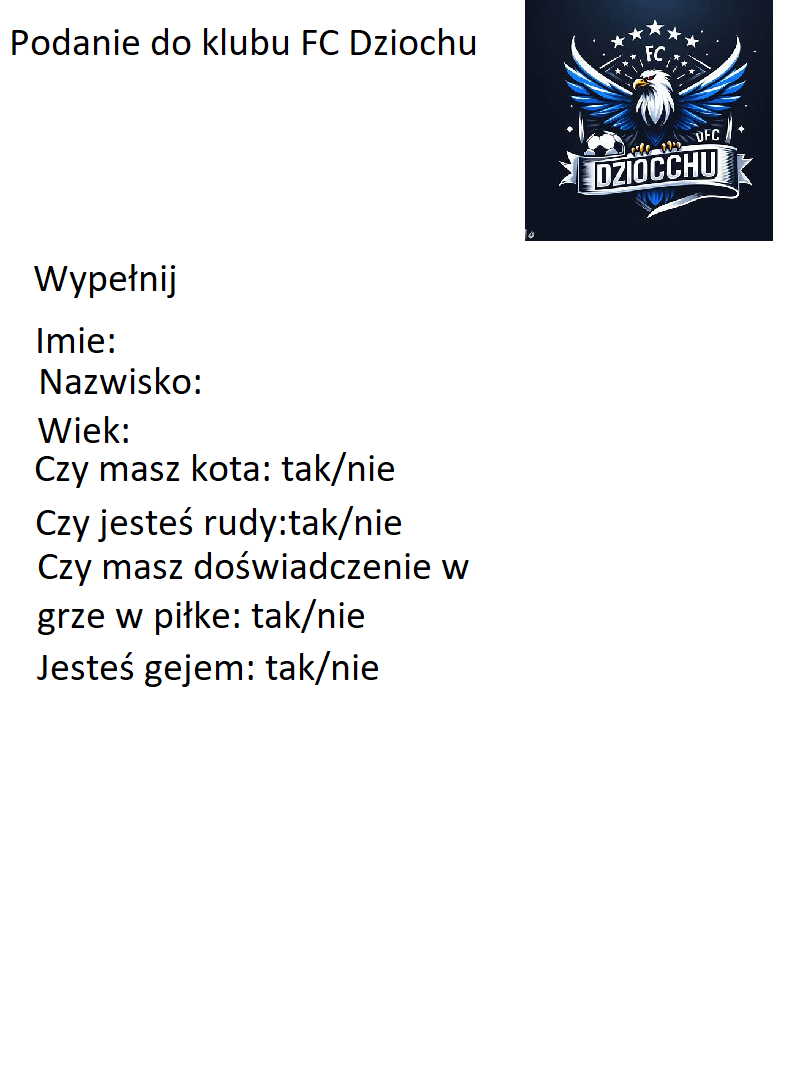 Podanie do klubu FC Dziochu
FC
DFC
DZIOCCHU
Wypełnij
Imie:
Nazwisko:
Wiek:
Czy masz kota: tak/nie
Czy jesteś rudy:tak/nie
Czy masz doświadczenie w
grze w piłke: tak/nie
Jesteś gejem: tak/nie